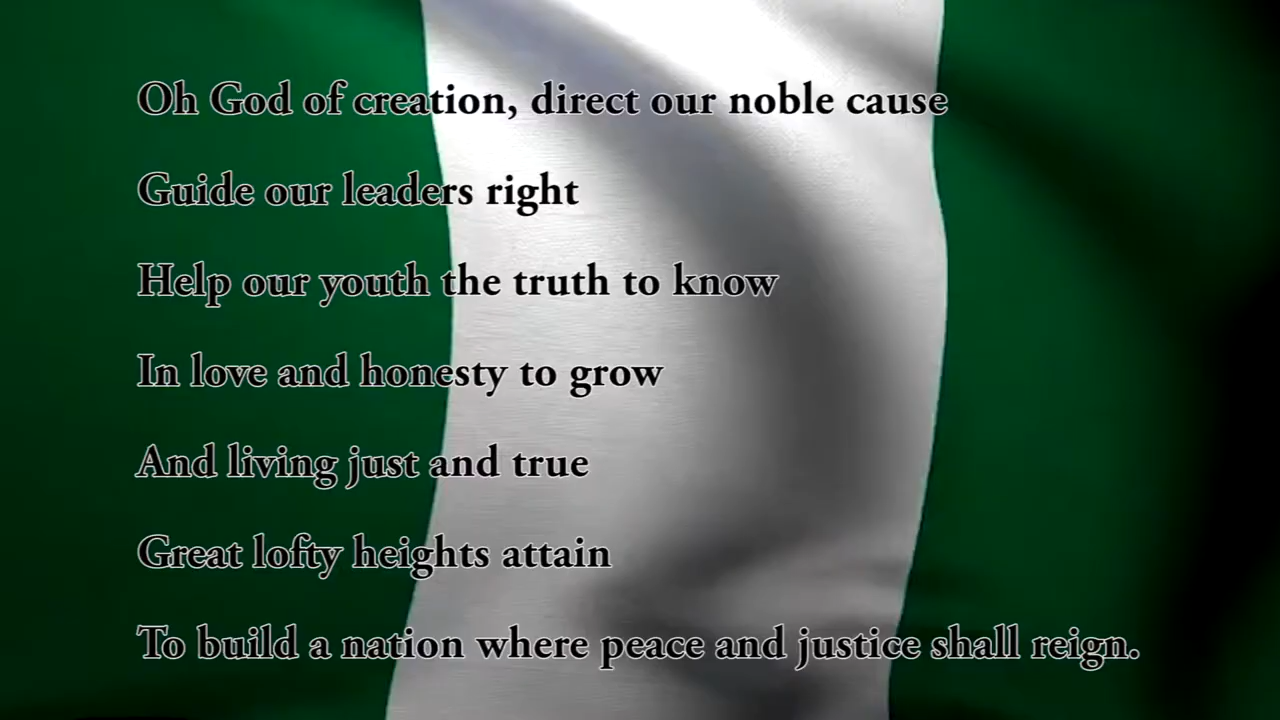 Oh God of creation, direct our noble cause
Guide our leaders right
Help our youth the truth to know
In love and honesty to grow
And living just and true
Great lofty heights attain
To build a nation where peace and justice shall reign.